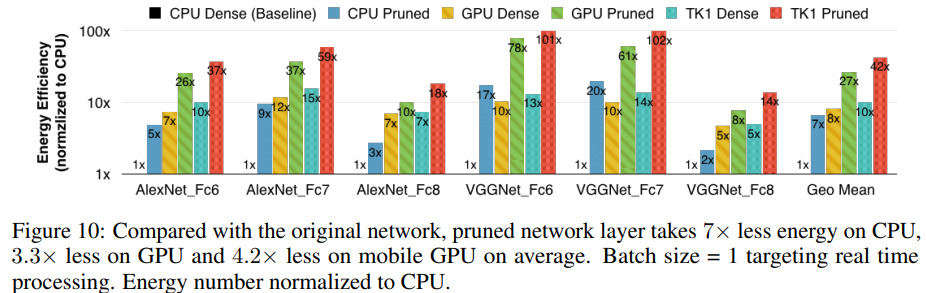 CPU Dense (Baseline) CPU Pruned GPU Dense GPU Pruned TK1 Dense TK1 Pruned
Energy Efficiency
(normzlized to CPU)
100x
10x
1x
1x 5x 7x 26x 10x 37x
1x 9x 12x 37x 15x 59x
1x 3x 7x 10x 7x 18x
1x 17x 10x 78x 13x 101x
1x 20x 10x 61x 14x 102x
1x 2x 5x 8x 5x 14x
1x 7x 8x 27x 10x 42x
AlexNet_Fc6 AlexNet_Fc7 AlexNet_Fc8 VGGNet_Fc6 VGGNet_Fc7 VGGNet_Fc8 Geo Mean
Figure 10: Compared with the original network, pruned network layer takes 7× less energy on CPU,
3.3× less on GPU and 4.2× less on mobile GPU on average. Batch size = 1 targeting real time
processing. Energy number normalized to CPU.